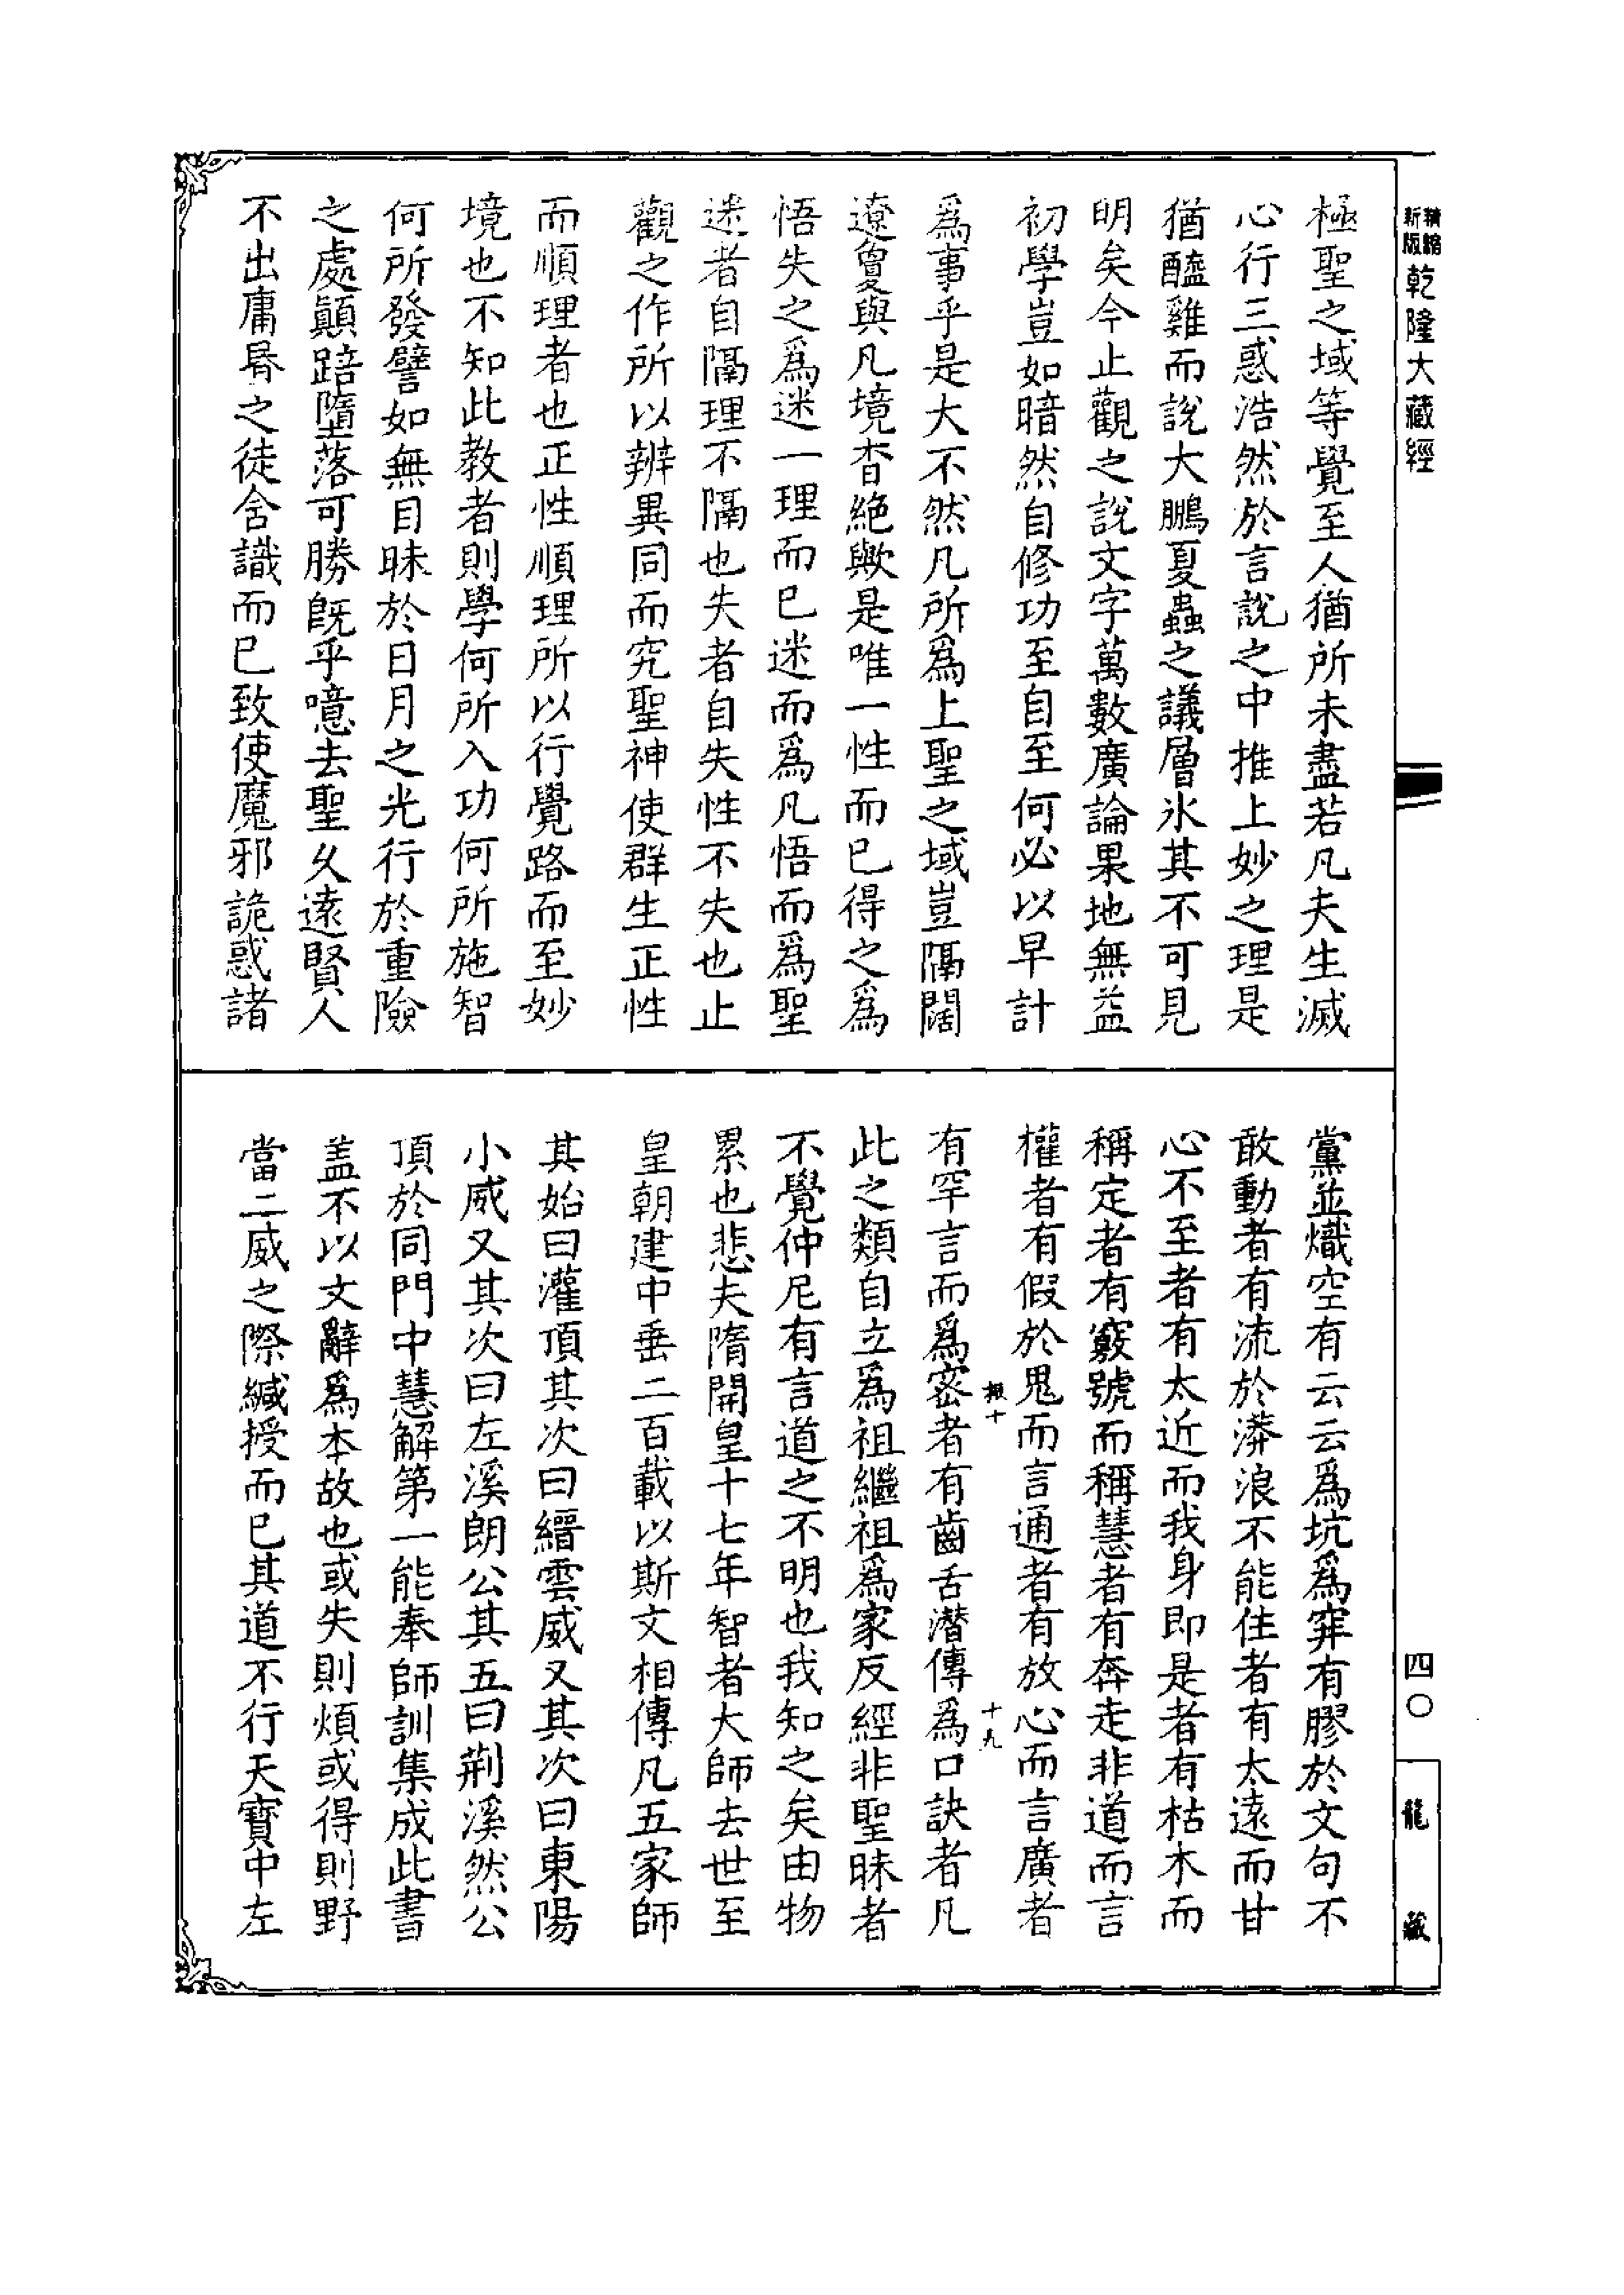 新版
精縮
乾隆大藏經
四〇
龍藏
極聖之域等覺至人猶所未盡若凡夫生滅
心行三惑浩然於言說之中推上妙之理是
猶醯雞而說大鵬夏蟲之議層氷其不可見
明矣今止觀之說文字萬數廣論果地無益
初學豈如暗然自修功至自至何必以早計
爲事乎是大不然凡所爲上聖之域豈隔闊
遼敻與凡境杳絕歟是唯一性而已得之爲
悟失之爲迷一理而已迷而爲凡悟而爲聖
迷者自隔理不隔也失者自失性不失也止
觀之作所以辨異同而究聖神使群生正性
而順理者也正性順理所以行覺路而至妙
境也不知此教者則學何所入功何所施智
何所發譬如無目昧於日月之光行於重險
之處顛踣墮落可勝旣乎噫去聖久遠賢人
不出庸昏之徒含識而已致使魔邪詭惑諸
黨並熾空有云云爲坑爲穽有膠於文句不
敢動者有流於漭浪不能住者有太遠而甘
心不至者有太近而我身即是者有枯木而
稱定者有竅號而稱慧者有奔走非道而言
權者有假於鬼而言通者有放心而言廣者
十
十九
有罕言而爲密者有齒舌潛傳爲口訣者凡
此之類自立爲祖繼祖爲家反經非聖昧者
不覺仲尼有言道之不明也我知之矣由物
累也悲夫隋開皇十七年智者大師去世至
皇朝建中垂二百載以斯文相傳凡五家師
其始曰灌頂其次曰縉雲威又其次曰東陽
小威又其次曰左溪朗公其五曰荆溪然公
頂於同門中慧解第一能奉師訓集成此書
盖不以文辭爲本故也或失則煩或得則野
當二威之際緘授而已其道不行天寶中左